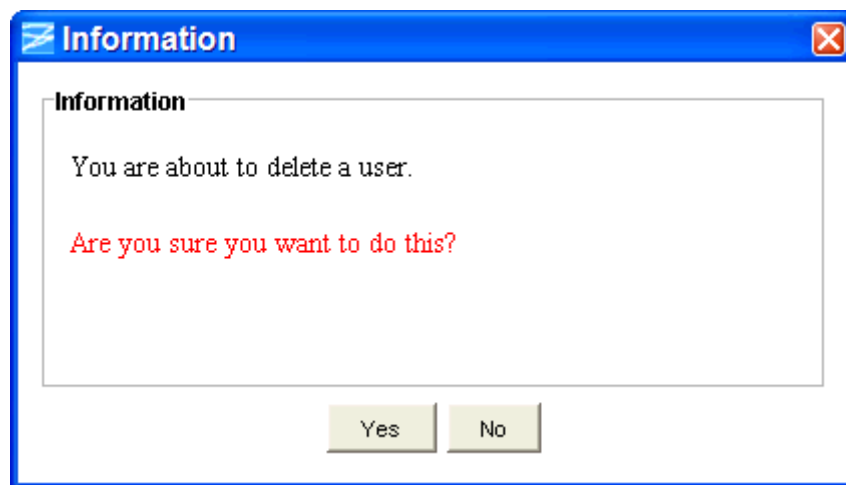 Information
Information
You are about to delete a user.
Are you sure you want to do this?
Yes No